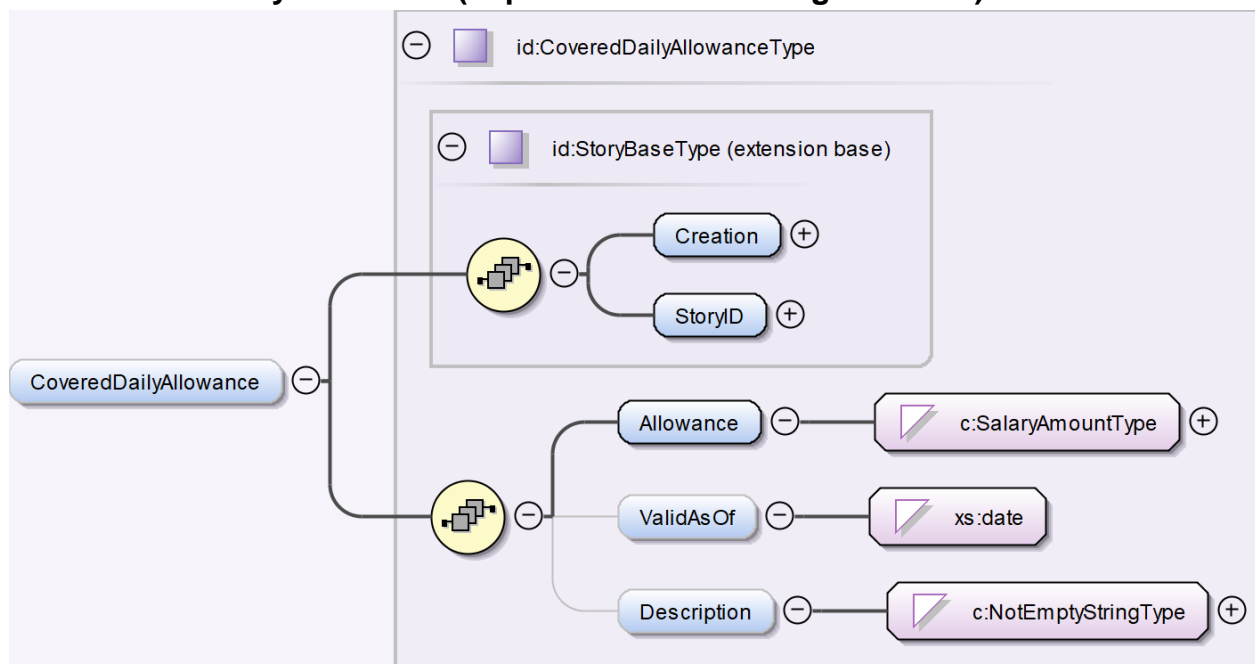 id:CoveredDailyAllowanceType
id:StoryBaseType (extension base)
Creation
StoryID
CoveredDailyAllowance
Allowance
c:SalaryAmountType
ValidAsOf
xs:date
Description
c:NotEmptyStringType